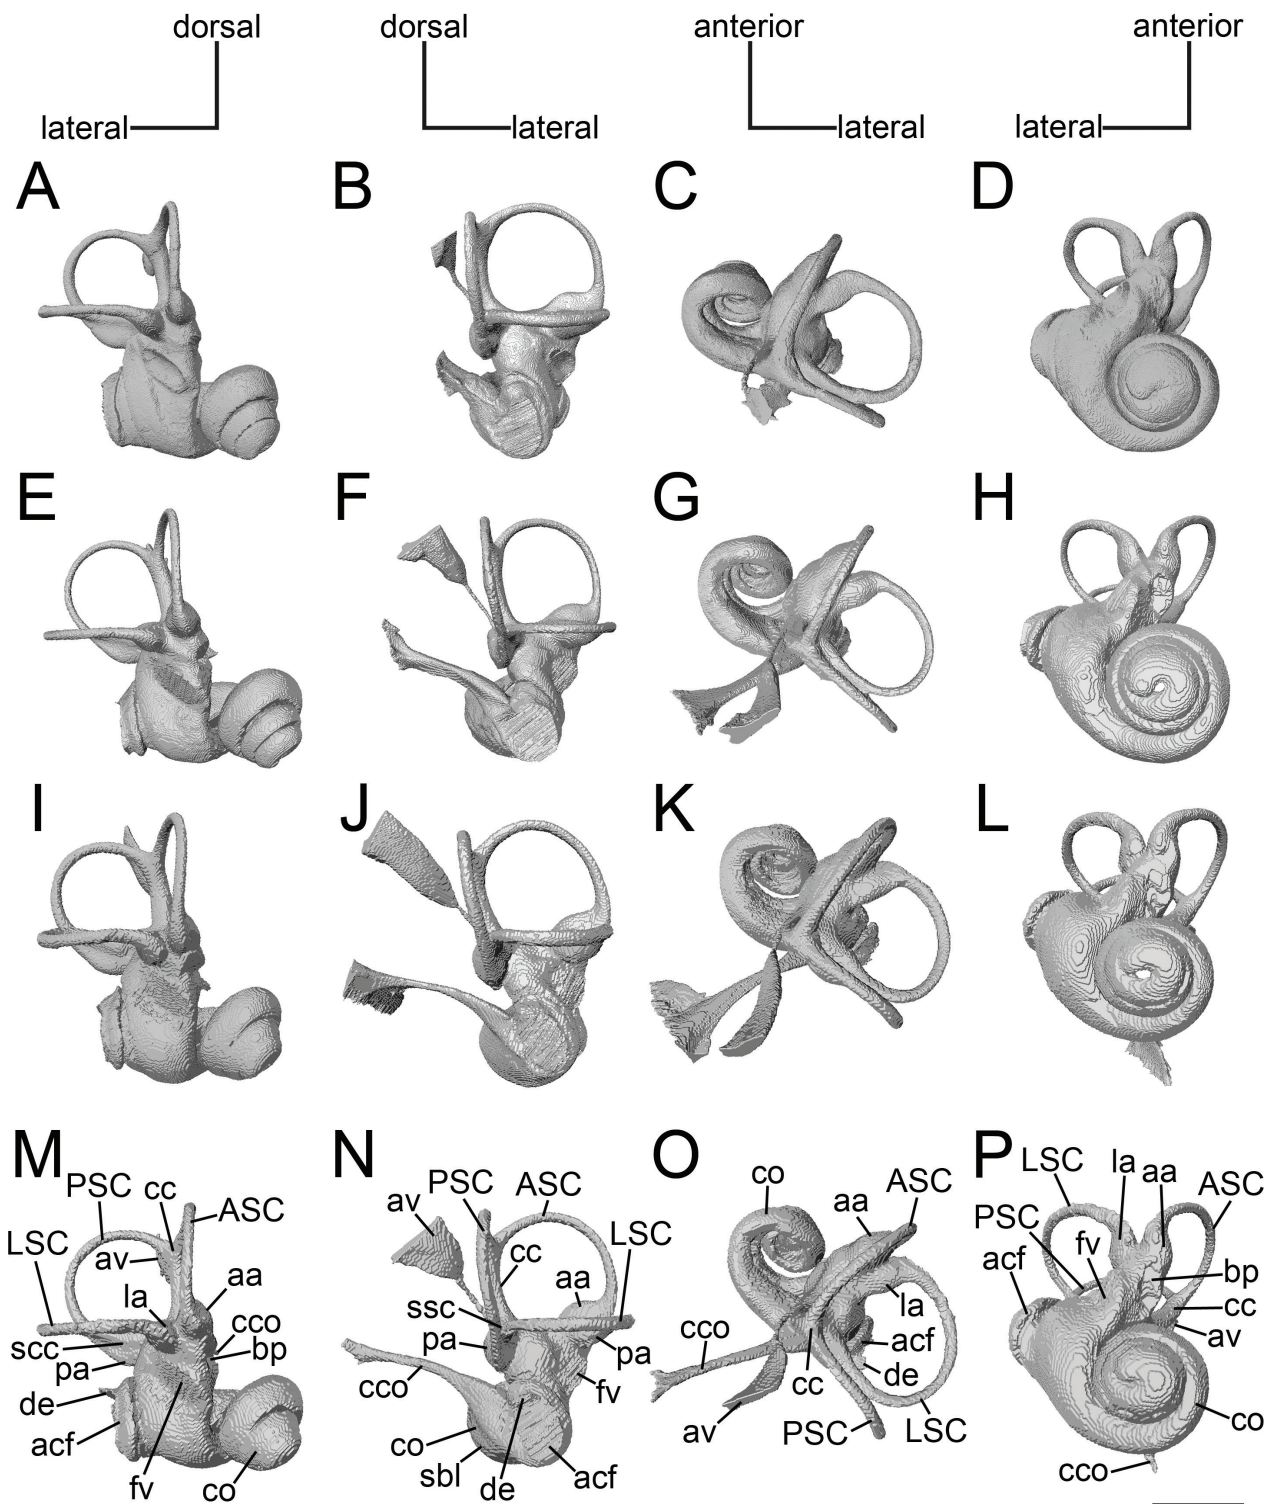 dorsal dorsal anterior anterior
lateral lateral lateral lateral
A B C D
E F G H
I J K L
M N O P
PSC cc ASC
LSC av
la aa
scc cco
pa bp
de
acf
fv co
av PSC ASC
LSC
cc
aa
ssc
pa pa
cco fv
co
sbl de acf
co ASC
aa
la
cco acf
de
cc
av PSC LSC
LSC la aa ASC
PSC
acf fv bp
cc
av
co
cco